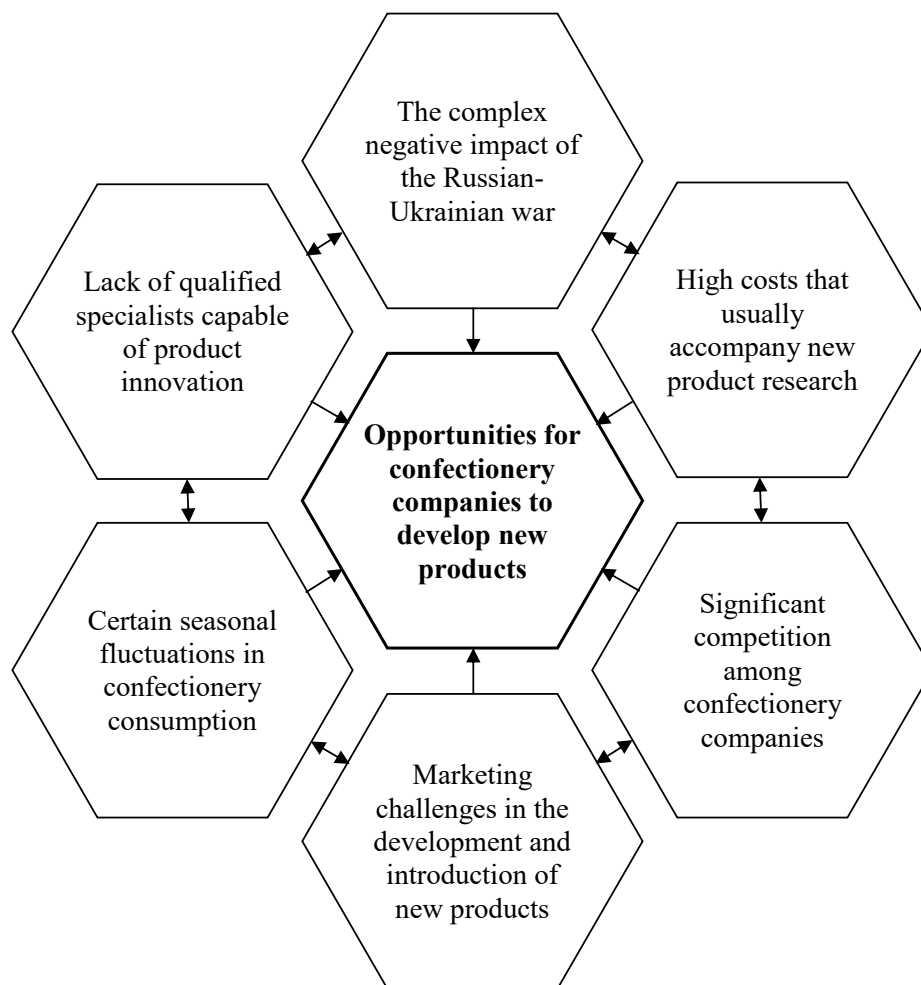 The complex
negative impact of
the Russian-
Ukrainian war
Lack of qualified
specialists capable
of product
innovation
High costs that
usually
accompany new
product research
Opportunities for
confectionery
companies to
develop new
products
Certain seasonal
fluctuations in
confectionery
consumption
Significant
competition
among
confectionery
companies
Marketing
challenges in the
development and
introduction of
new products